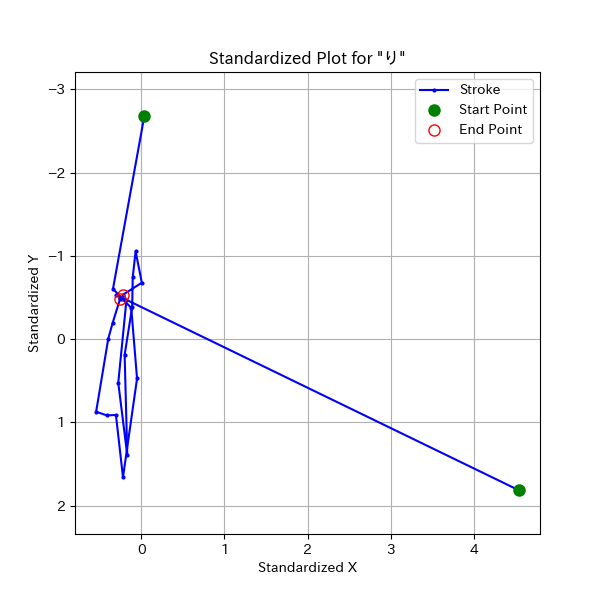 Standardized Plot for "り"
Stroke
Start Point
End Point
Standardized Y
−3
−2
−1
0
1
2
0 1 2 3 4
Standardized X